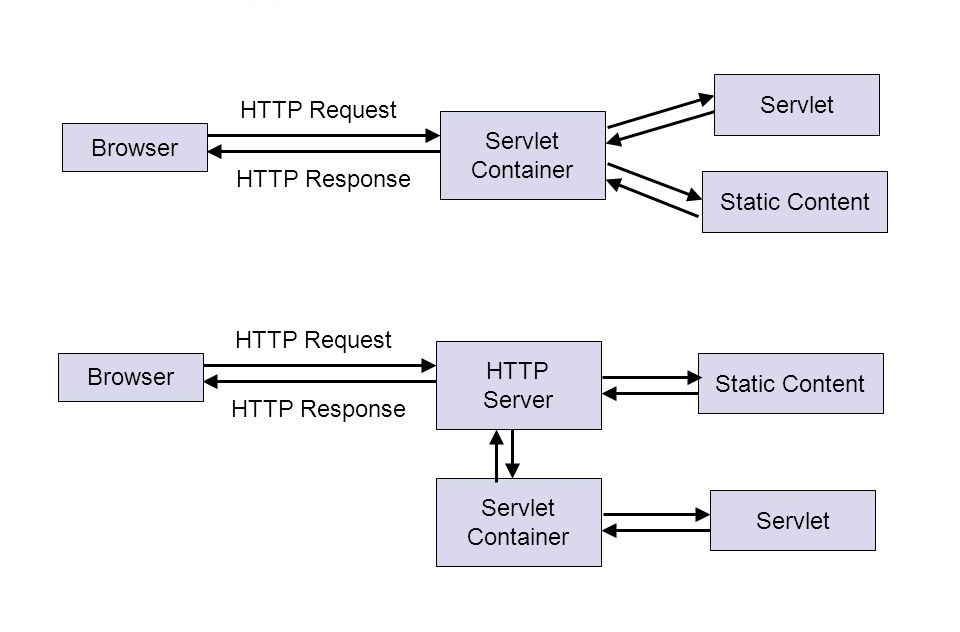 HTTP Request
Servlet
Browser
Servlet
Container
HTTP Response
Static Content
HTTP Request
Browser
HTTP
Server
Static Content
HTTP Response
Servlet
Container
Servlet